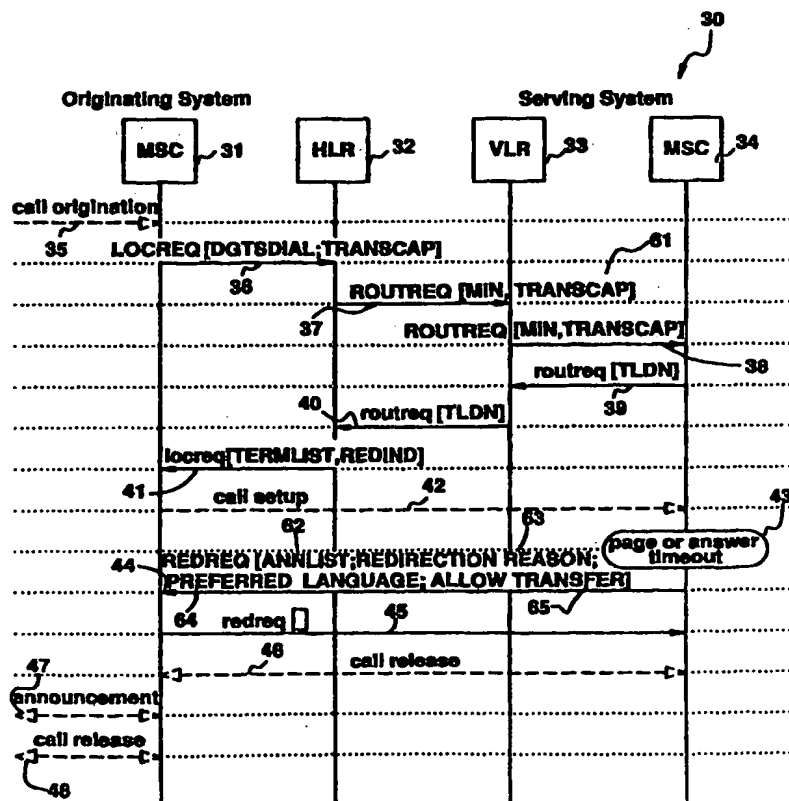 30
Originating System Serving System
MSC 31 HLR 32 VLR 33 MSC 34
call origination
35 LOCREQ [DGTSDIAL;TRANSCAP]
36 61
ROUTREQ [MIN, TRANSCAP]
37 ROUTREQ [MIN,TRANSCAP]
38
routreq [TLDN]
39
40 routreq [TLDN]
locreq[TERMLIST,REDIND]
41 42
call setup 43
62 63 page or answer
timeout
44 REDREQ [ANNLIST;REDIRECTION REASON;
PREFERRED LANGUAGE; ALLOW TRANSFER]
64 65
redreq [] 45
46 call release
47
announcement
call release
48